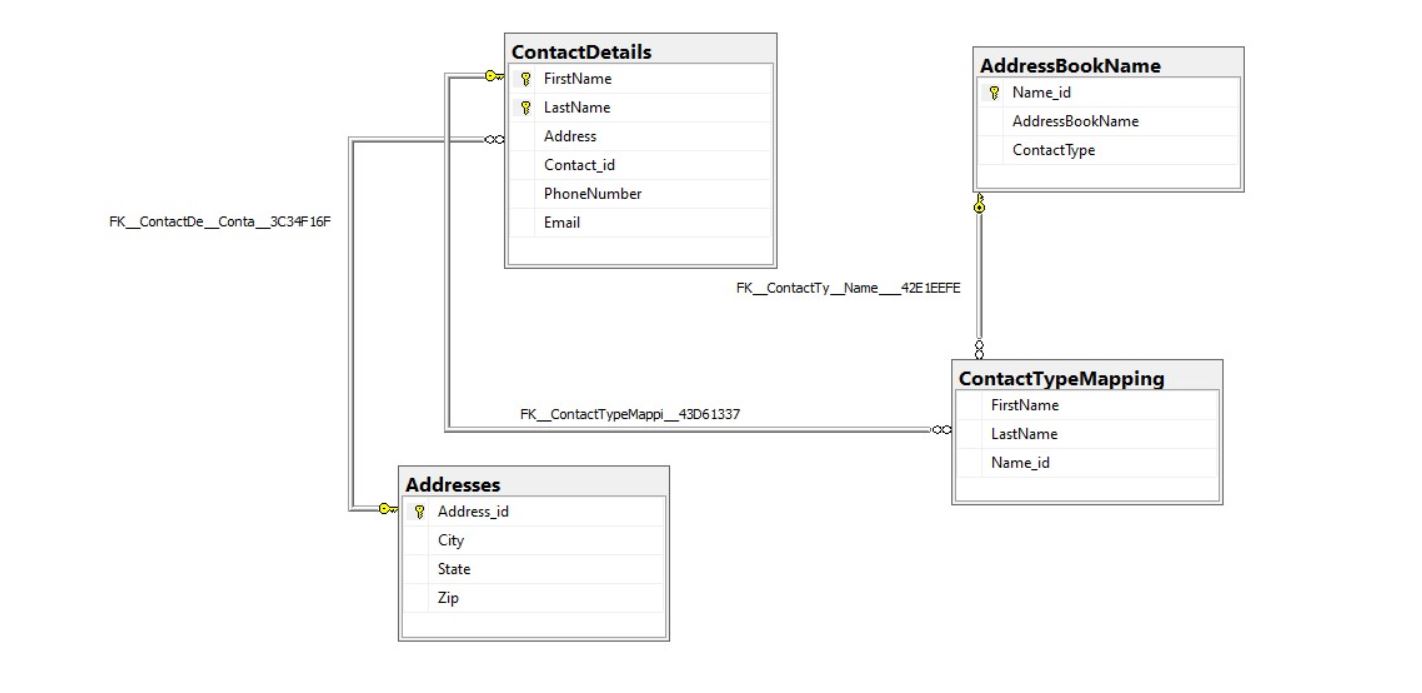 ContactDetails
FirstName
LastName
Address
Contact_id
PhoneNumber
Email
AddressBookName
Name_id
AddressBookName
ContactType
FK__ContactDe__Conta__3C34F16F
FK__ContactTy__Name___42E1EEFE
ContactTypeMapping
FirstName
LastName
Name_id
FK__ContactTypeMappi__43D61337
Addresses
Address_id
City
State
Zip